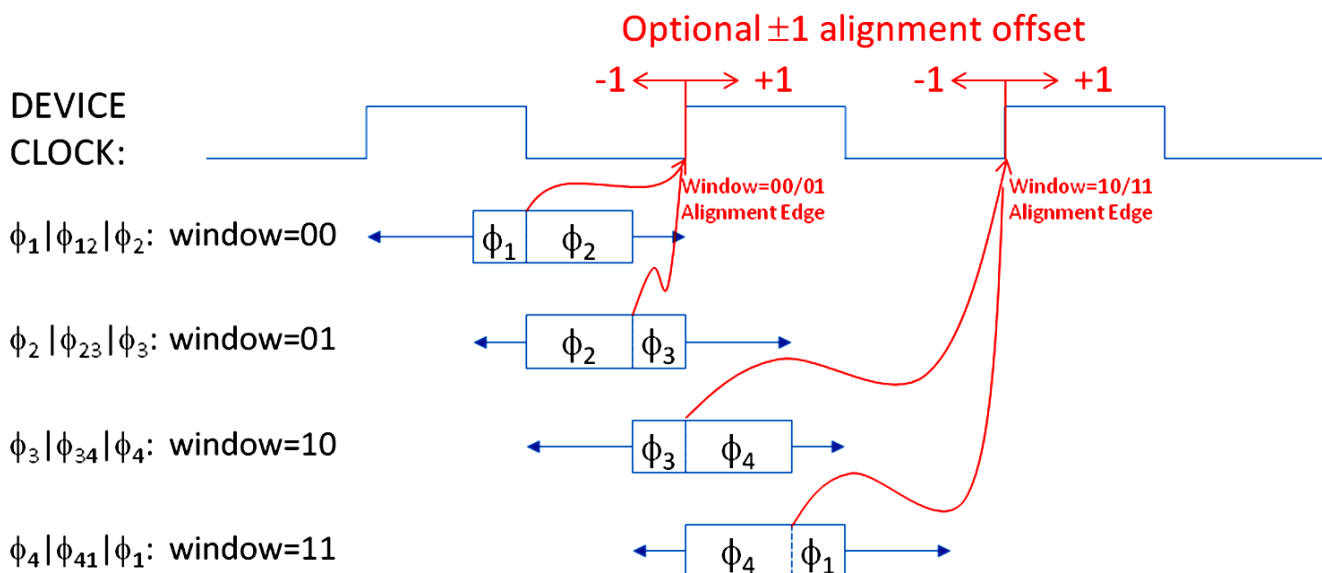 Optional ±1 alignment offset
-1 +1 -1 +1
DEVICE
CLOCK:
Window=00/01
Alignment Edge
Window=10/11
Alignment Edge
ϕ₁|ϕ₁₂|ϕ₂: window=00
ϕ₁ ϕ₂
ϕ₂|ϕ₂₃|ϕ₃: window=01
ϕ₂ ϕ₃
ϕ₃|ϕ₃₄|ϕ₄: window=10
ϕ₃ ϕ₄
ϕ₄|ϕ₄₁|ϕ₁: window=11
ϕ₄ ϕ₁